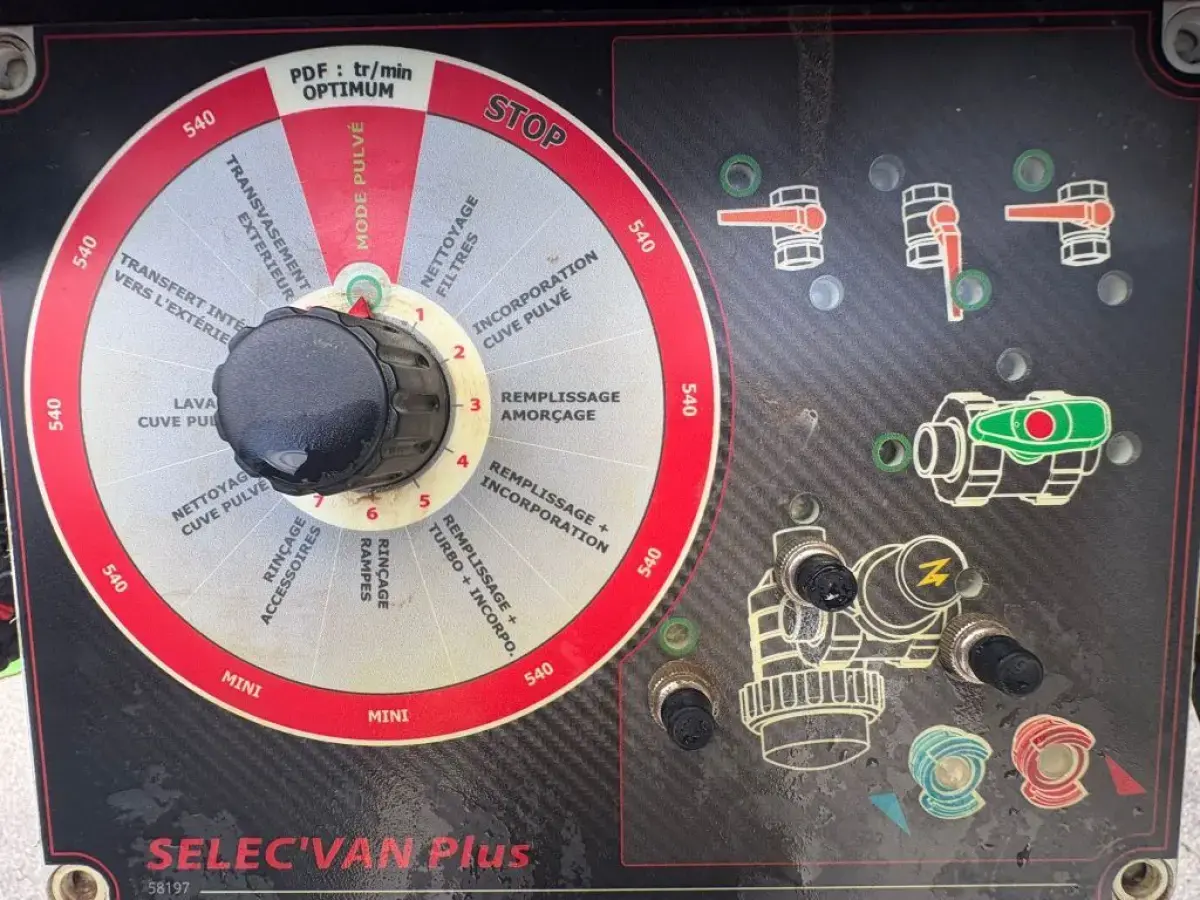 PDF : tr/min
OPTIMUM
STOP
540
540
540
540
540
MINI
MINI
540
540
540
540
MODE PULVÉ
NETTOYAGE
FILTRES
INCORPORATION
CUVE PULVÉ
REMPLISSAGE
AMORÇAGE
REMPLISSAGE +
INCORPORATION
REMPLISSAGE +
TURBO + INCORPO.
RINÇAGE
RAMPES
RINÇAGE
ACCESSOIRES
NETTOYAG
CUVE PULVÉ
LAVA
CUVE PUL
TRANSFERT INTÉ
VERS L'EXTÉRIE
TRANSVASEMENT
EXTERIEUR
1
2
3
4
5
6
7
SELEC'VAN Plus
58197